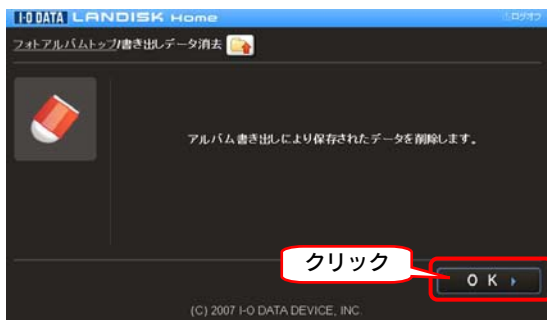 I-O DATA LANDISK Home
ログオフ
フォトアルバムトップ/書き出しデータ消去
アルバム書き出しにより保存されたデータを削除します。
クリック
OK
(C) 2007 I-O DATA DEVICE, INC.